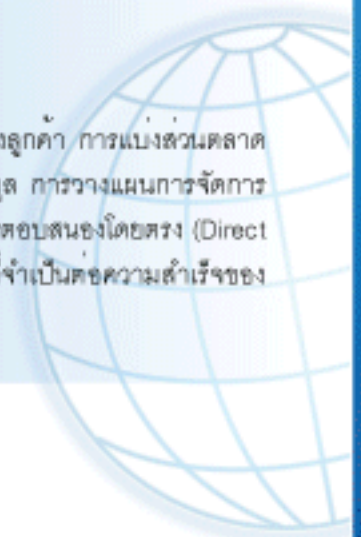 งลูกค้า การแบ่งส่วนตลาด
การวางแผนการจัดการ
ตอบสนองโดยตรง (Direct
ที่จำเป็นต่อความสำเร็จของ